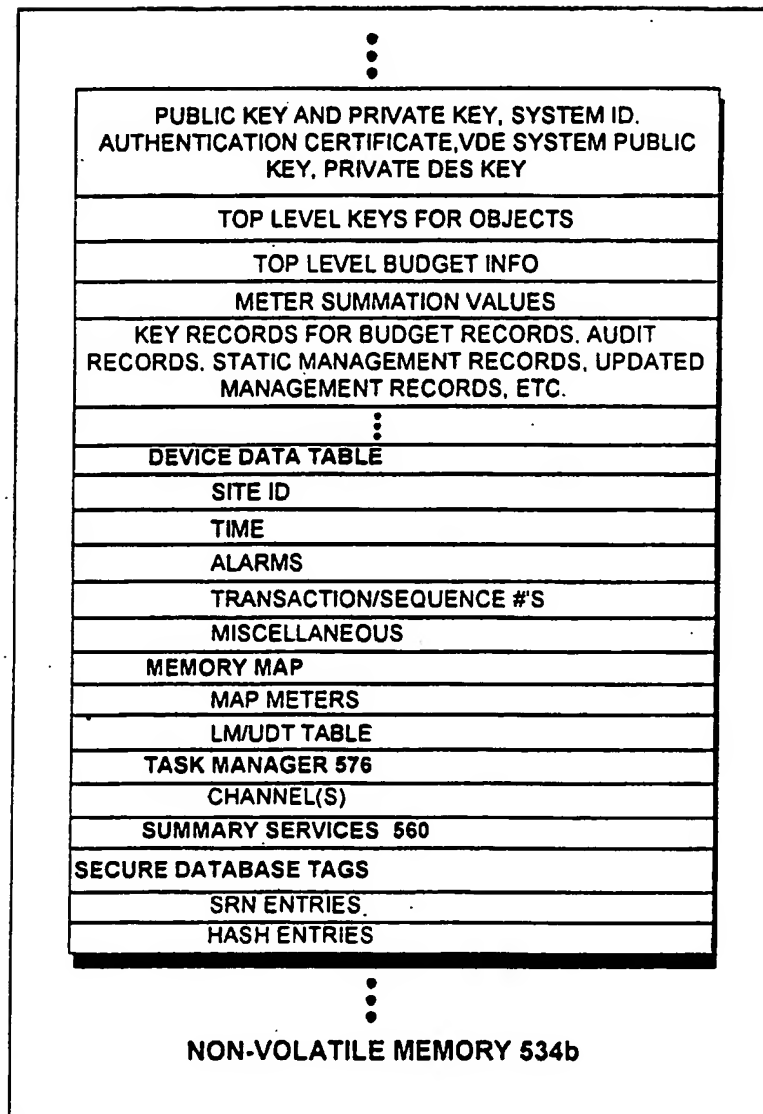 PUBLIC KEY AND PRIVATE KEY, SYSTEM ID.
AUTHENTICATION CERTIFICATE,VDE SYSTEM PUBLIC
KEY, PRIVATE DES KEY
TOP LEVEL KEYS FOR OBJECTS
TOP LEVEL BUDGET INFO
METER SUMMATION VALUES
KEY RECORDS FOR BUDGET RECORDS. AUDIT
RECORDS. STATIC MANAGEMENT RECORDS, UPDATED
MANAGEMENT RECORDS, ETC.
DEVICE DATA TABLE
SITE ID
TIME
ALARMS
TRANSACTION/SEQUENCE #'S
MISCELLANEOUS
MEMORY MAP
MAP METERS
LM/UDT TABLE
TASK MANAGER 576
CHANNEL(S)
SUMMARY SERVICES 560
SECURE DATABASE TAGS
SRN ENTRIES
HASH ENTRIES
NON-VOLATILE MEMORY 534b